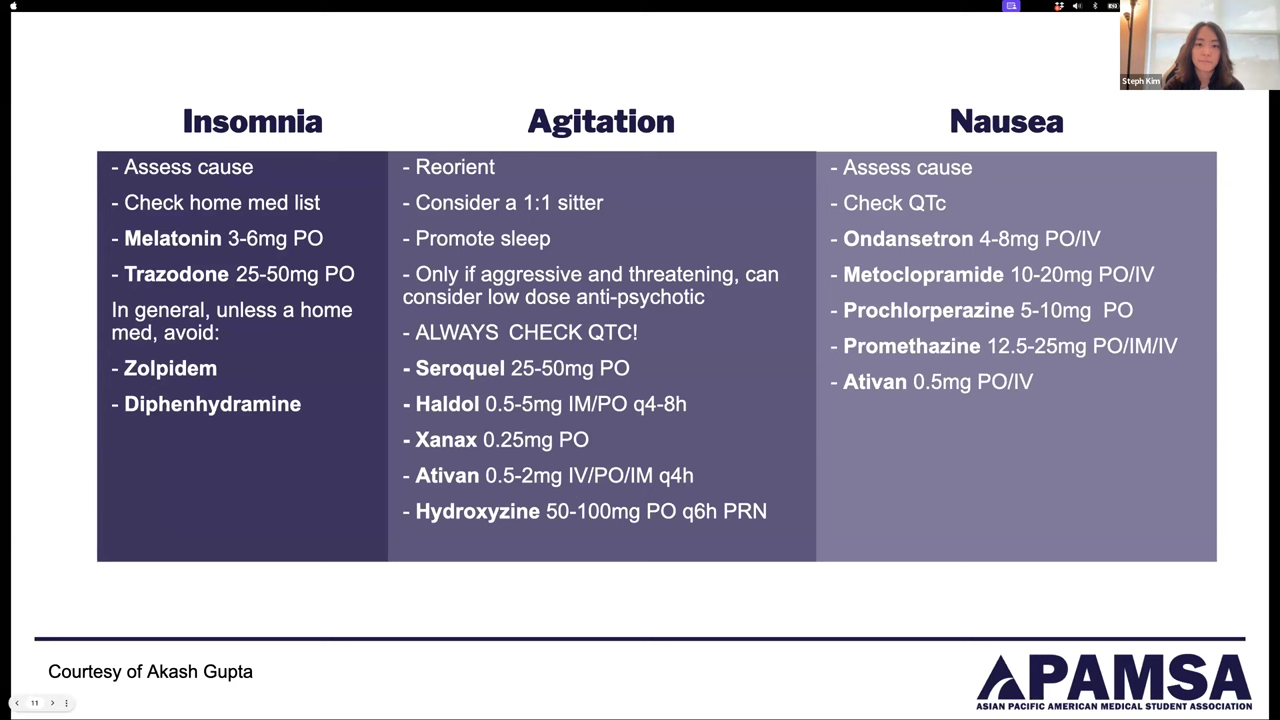 Steph Kim
Insomnia
- Assess cause
- Check home med list
- Melatonin 3-6mg PO
- Trazodone 25-50mg PO
In general, unless a home
med, avoid:
- Zolpidem
- Diphenhydramine
Agitation
- Reorient
- Consider a 1:1 sitter
- Promote sleep
- Only if aggressive and threatening, can
consider low dose anti-psychotic
- ALWAYS CHECK QTC!
- Seroquel 25-50mg PO
- Haldol 0.5-5mg IM/PO q4-8h
- Xanax 0.25mg PO
- Ativan 0.5-2mg IV/PO/IM q4h
- Hydroxyzine 50-100mg PO q6h PRN
Nausea
- Assess cause
- Check QTc
- Ondansetron 4-8mg PO/IV
- Metoclopramide 10-20mg PO/IV
- Prochlorperazine 5-10mg PO
- Promethazine 12.5-25mg PO/IM/IV
- Ativan 0.5mg PO/IV
Courtesy of Akash Gupta
11
APAMSA
ASIAN PACIFIC AMERICAN MEDICAL STUDENT ASSOCIATION